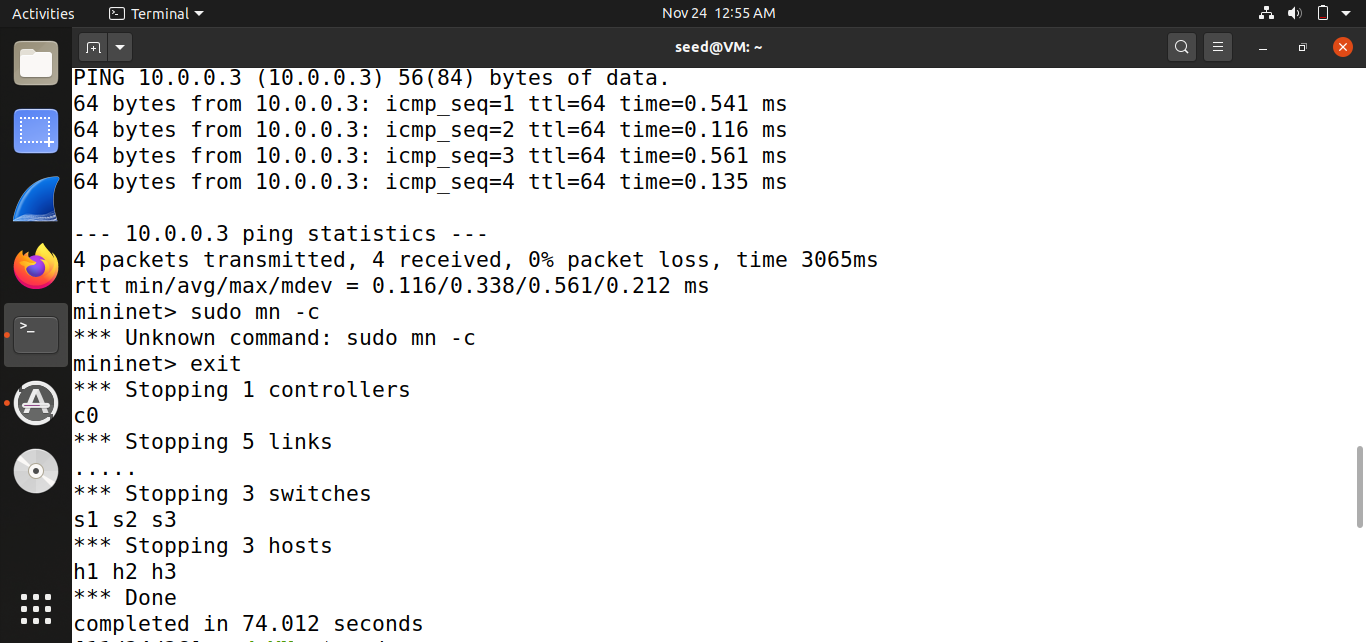 Activities
Terminal
Nov 24 12:55 AM
seed@VM: ~
PING 10.0.0.3 (10.0.0.3) 56(84) bytes of data.
64 bytes from 10.0.0.3: icmp_seq=1 ttl=64 time=0.541 ms
64 bytes from 10.0.0.3: icmp_seq=2 ttl=64 time=0.116 ms
64 bytes from 10.0.0.3: icmp_seq=3 ttl=64 time=0.561 ms
64 bytes from 10.0.0.3: icmp_seq=4 ttl=64 time=0.135 ms
--- 10.0.0.3 ping statistics ---
4 packets transmitted, 4 received, 0% packet loss, time 3065ms
rtt min/avg/max/mdev = 0.116/0.338/0.561/0.212 ms
mininet> sudo mn -c
*** Unknown command: sudo mn -c
mininet> exit
*** Stopping 1 controllers
c0
*** Stopping 5 links
.....
*** Stopping 3 switches
s1 s2 s3
*** Stopping 3 hosts
h1 h2 h3
*** Done
completed in 74.012 seconds